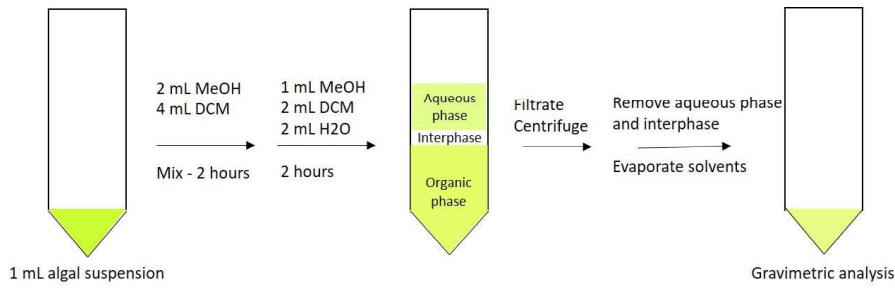 2 mL MeOH
4 mL DCM
Mix - 2 hours
1 mL MeOH
2 mL DCM
2 mL H2O
2 hours
Aqueous
phase
Interphase
Organic
phase
Filtrate
Centrifuge
Remove aqueous phase
and interphase
Evaporate solvents
1 mL algal suspension
Gravimetric analysis